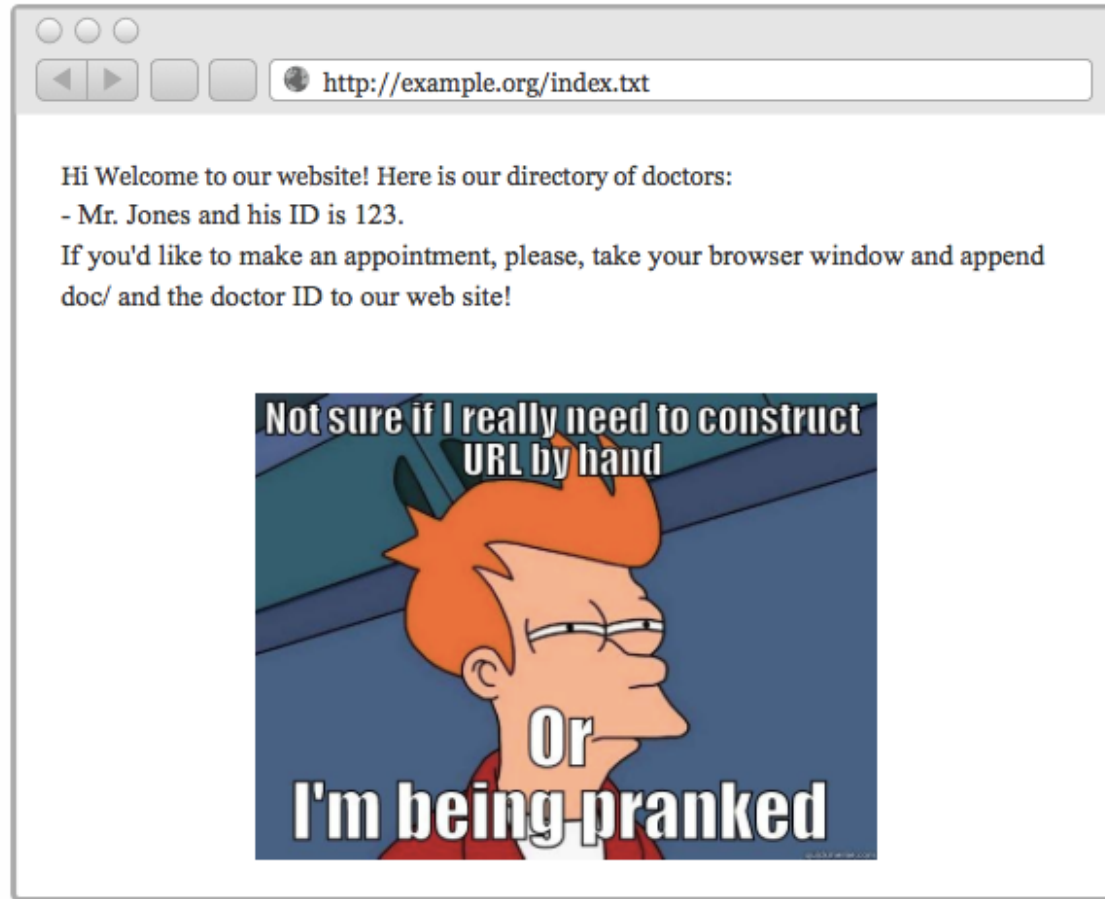 http://example.org/index.txt
Hi Welcome to our website! Here is our directory of doctors:
- Mr. Jones and his ID is 123.
If you'd like to make an appointment, please, take your browser window and append
doc/ and the doctor ID to our web site!
Not sure if I really need to construct
URL by hand
Or
I'm being pranked